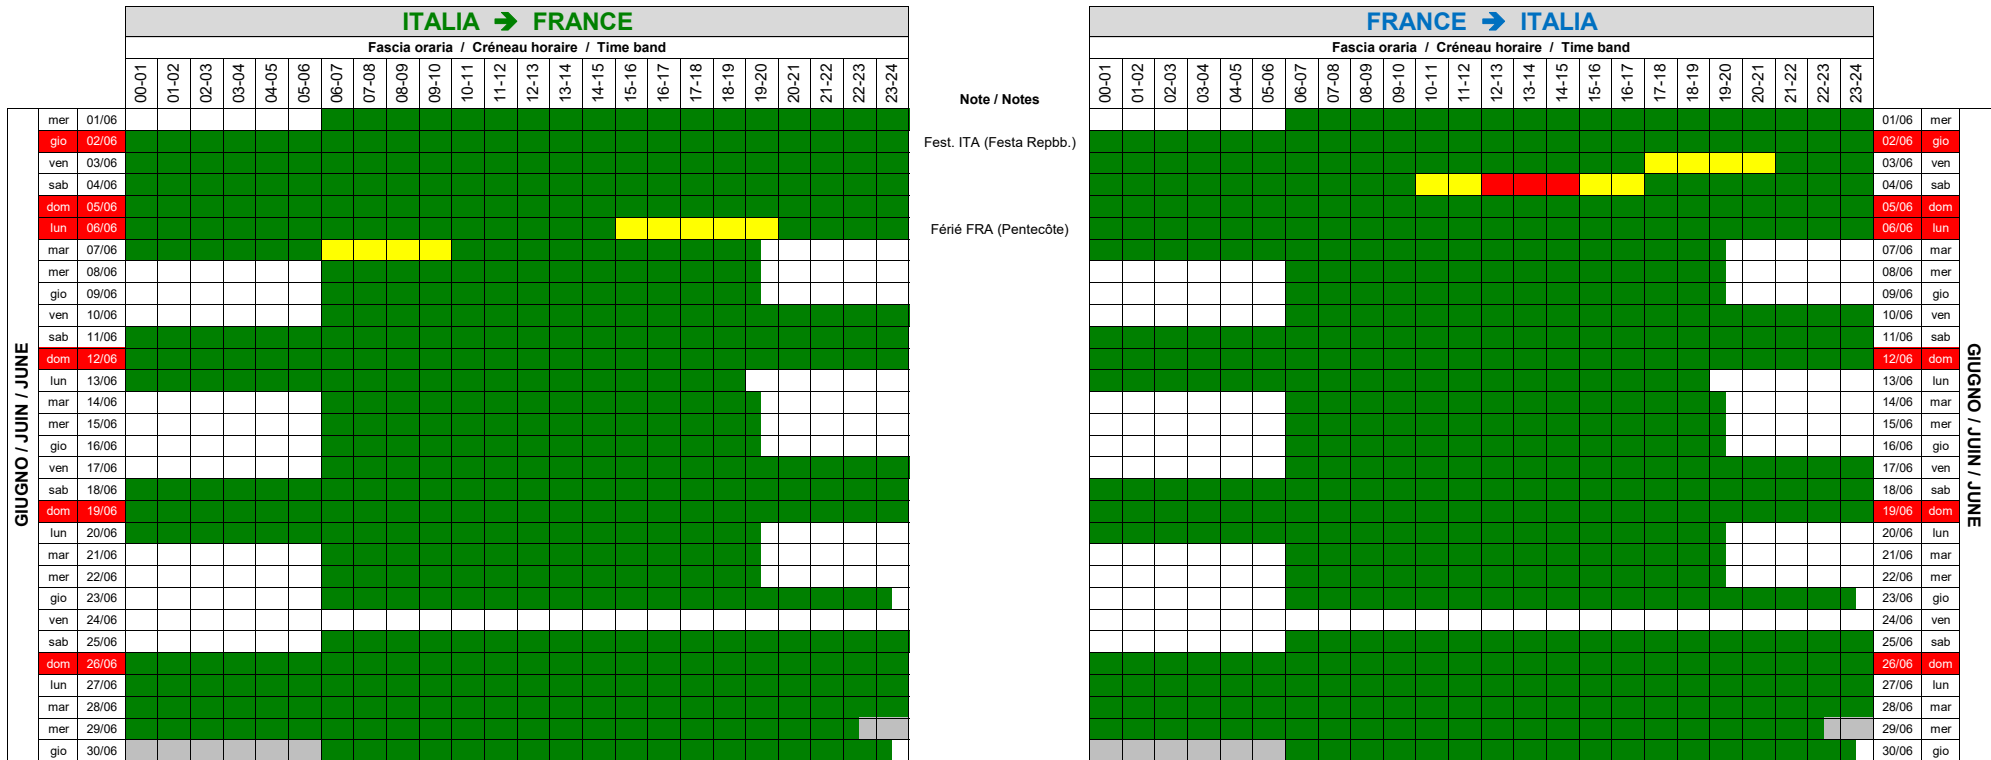 ITALIA ➔ FRANCE
FRANCE ➔ ITALIA
Fascia oraria / Créneau horaire / Time band
Fascia oraria / Créneau horaire / Time band
00-01 01-02 02-03 03-04 04-05 05-06 06-07 07-08 08-09 09-10 10-11 11-12 12-13 13-14 14-15 15-16 16-17 17-18 18-19 19-20 20-21 21-22 22-23 23-24
Note / Notes
00-01 01-02 02-03 03-04 04-05 05-06 06-07 07-08 08-09 09-10 10-11 11-12 12-13 13-14 14-15 15-16 16-17 17-18 18-19 19-20 20-21 21-22 22-23 23-24
GIUGNO / JUIN / JUNE
mer 01/06 01/06 mer
gio 02/06 Fest. ITA (Festa Repbb.) 02/06 gio
ven 03/06 03/06 ven
sab 04/06 04/06 sab
dom 05/06 05/06 dom
lun 06/06 Férié FRA (Pentecôte) 06/06 lun
mar 07/06 07/06 mar
mer 08/06 08/06 mer
gio 09/06 09/06 gio
ven 10/06 10/06 ven
sab 11/06 11/06 sab
dom 12/06 12/06 dom
lun 13/06 13/06 lun
mar 14/06 14/06 mar
mer 15/06 15/06 mer
gio 16/06 16/06 gio
ven 17/06 17/06 ven
sab 18/06 18/06 sab
dom 19/06 19/06 dom
lun 20/06 20/06 lun
mar 21/06 21/06 mar
mer 22/06 22/06 mer
gio 23/06 23/06 gio
ven 24/06 24/06 ven
sab 25/06 25/06 sab
dom 26/06 26/06 dom
lun 27/06 27/06 lun
mar 28/06 28/06 mar
mer 29/06 29/06 mer
gio 30/06 30/06 gio
GIUGNO / JUIN / JUNE